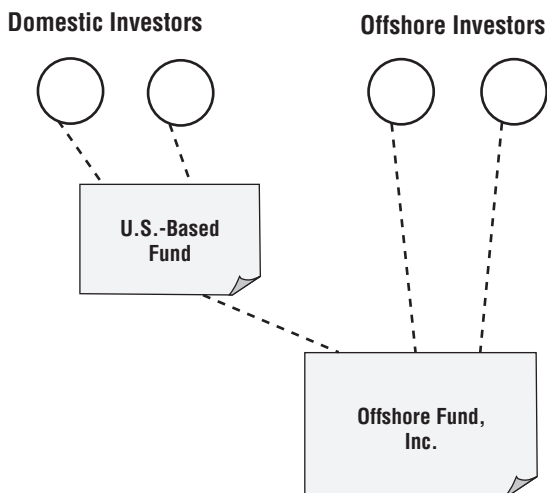 Domestic Investors
Offshore Investors
U.S.-Based
Fund
Offshore Fund,
Inc.